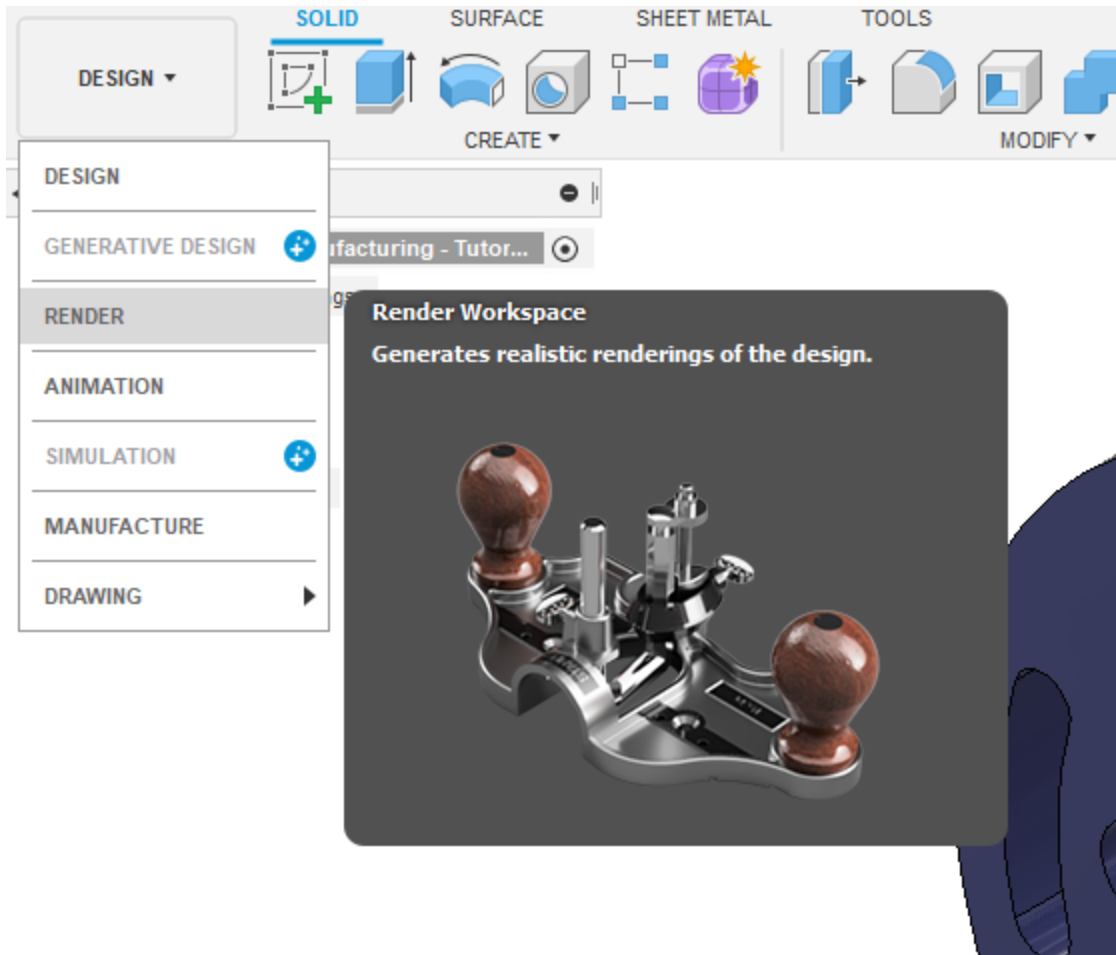 SOLID SURFACE SHEET METAL TOOLS
DESIGN
CREATE MODIFY
DESIGN
GENERATIVE DESIGN
ufacturing - Tutor...
RENDER
Render Workspace
Generates realistic renderings of the design.
ANIMATION
SIMULATION
MANUFACTURE
DRAWING